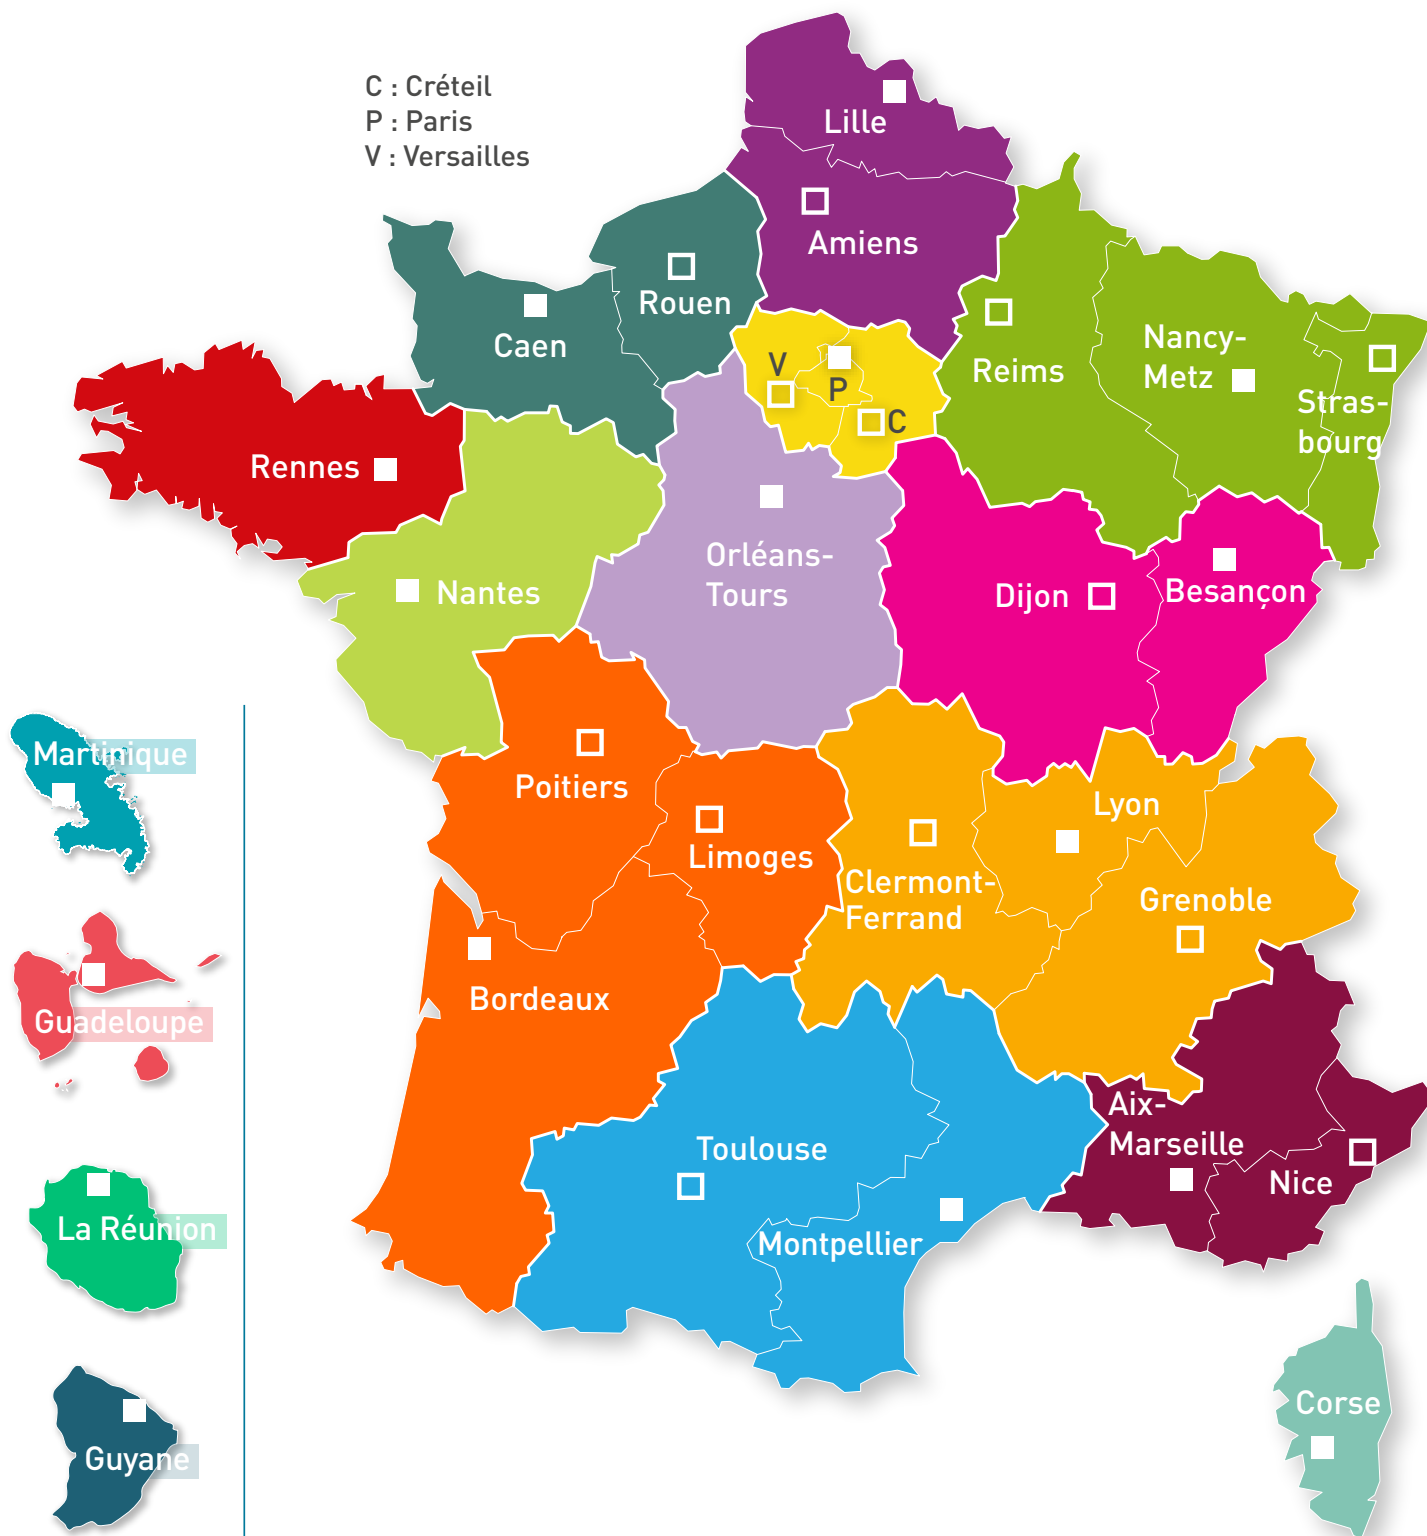 C : Créteil
P : Paris
V : Versailles
Lille
Amiens
Rouen
Caen
Nancy-
Metz
Reims
V
P
C
Stras-
bourg
Rennes
Orléans-
Tours
Nantes
Dijon
Besançon
Martinique
Poitiers
Lyon
Limoges
Clermont-
Ferrand
Grenoble
Bordeaux
Guadeloupe
Aix-
Marseille
Toulouse
Nice
La Réunion
Montpellier
Corse
Guyane